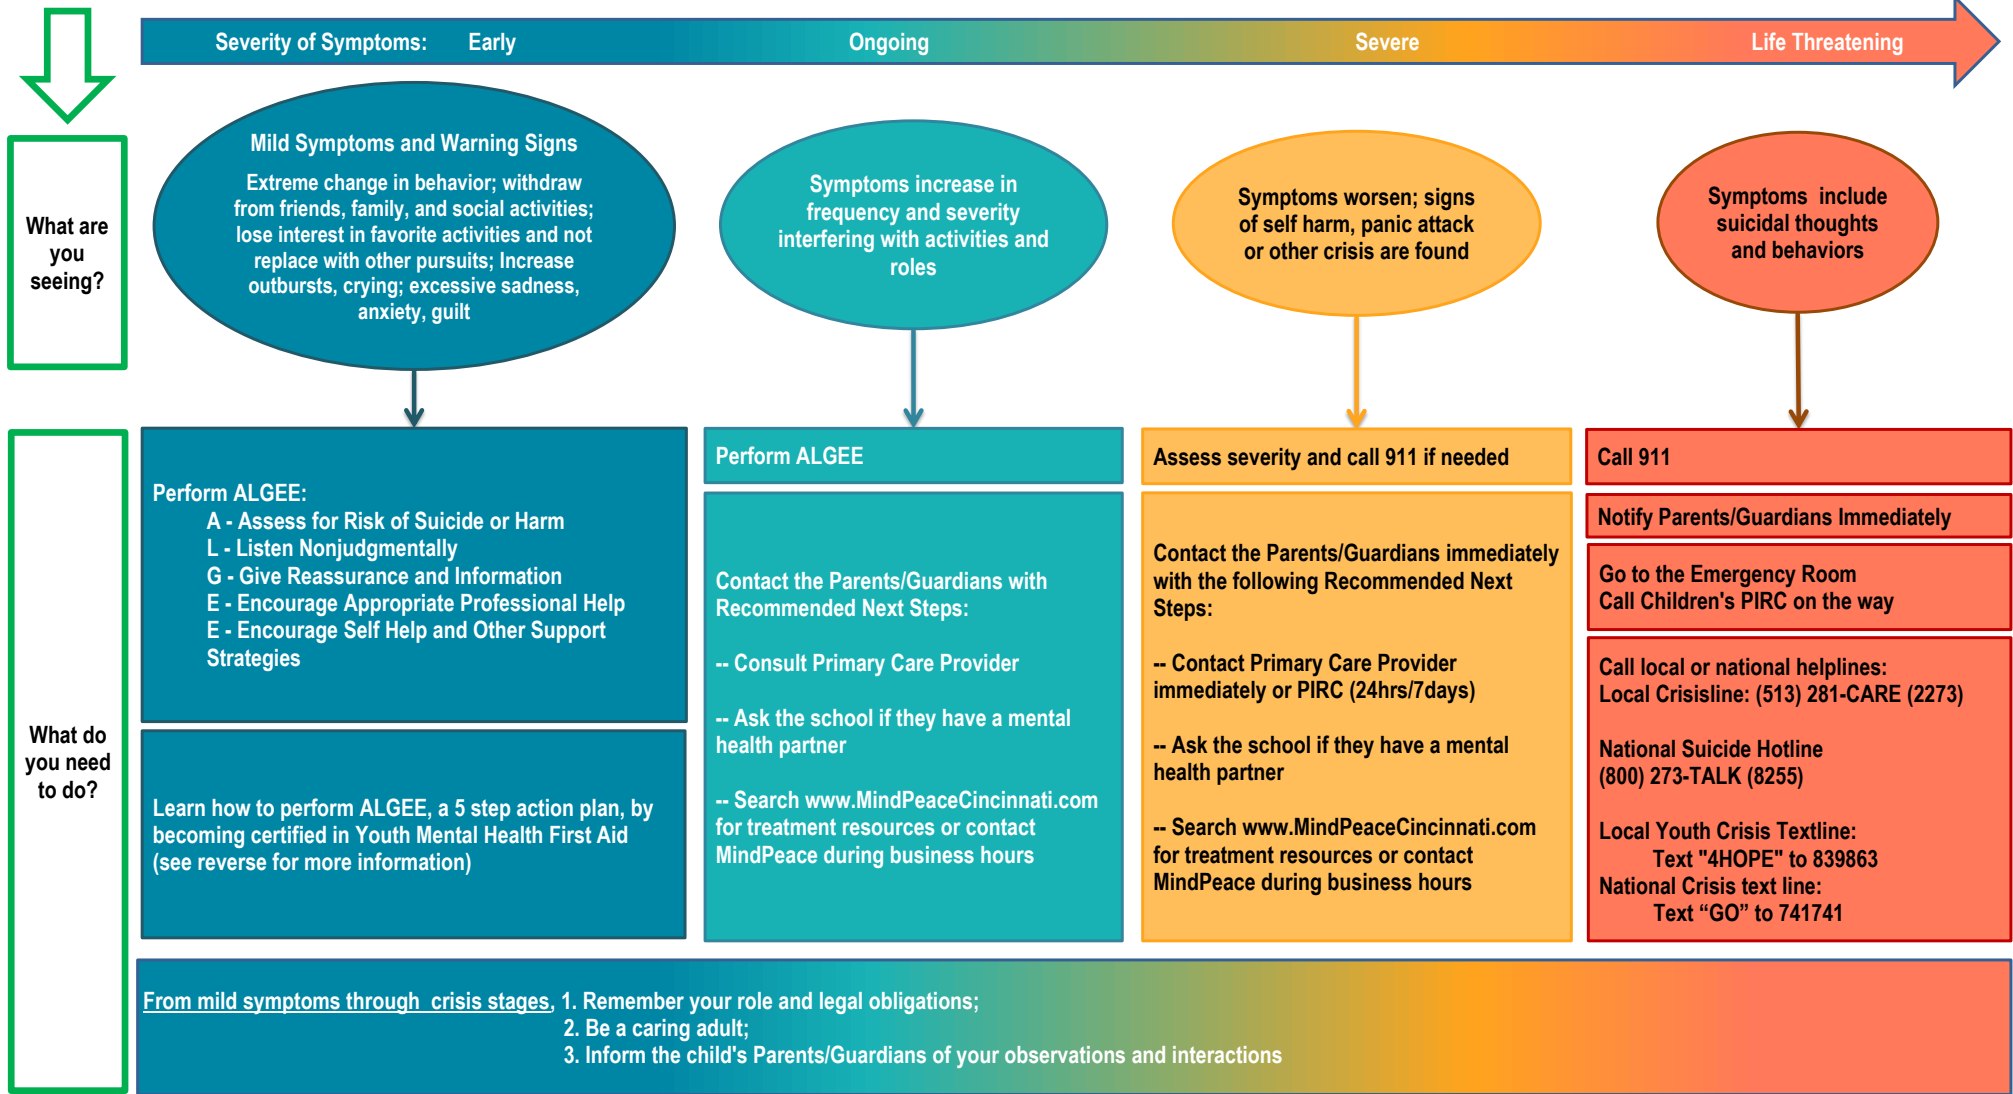 Severity of Symptoms: Early Ongoing Severe Life Threatening
What are
you
seeing?
Mild Symptoms and Warning Signs
Extreme change in behavior; withdraw
from friends, family, and social activities;
lose interest in favorite activities and not
replace with other pursuits; Increase
outbursts, crying; excessive sadness,
anxiety, guilt
Symptoms increase in
frequency and severity
interfering with activities and
roles
Symptoms worsen; signs
of self harm, panic attack
or other crisis are found
Symptoms include
suicidal thoughts
and behaviors
What do
you need
to do?
Perform ALGEE:
A - Assess for Risk of Suicide or Harm
L - Listen Nonjudgmentally
G - Give Reassurance and Information
E - Encourage Appropriate Professional Help
E - Encourage Self Help and Other Support
Strategies
Learn how to perform ALGEE, a 5 step action plan, by
becoming certified in Youth Mental Health First Aid
(see reverse for more information)
Perform ALGEE
Contact the Parents/Guardians with
Recommended Next Steps:
-- Consult Primary Care Provider
-- Ask the school if they have a mental
health partner
-- Search www.MindPeaceCincinnati.com
for treatment resources or contact
MindPeace during business hours
Assess severity and call 911 if needed
Contact the Parents/Guardians immediately
with the following Recommended Next
Steps:
-- Contact Primary Care Provider
immediately or PIRC (24hrs/7days)
-- Ask the school if they have a mental
health partner
-- Search www.MindPeaceCincinnati.com
for treatment resources or contact
MindPeace during business hours
Call 911
Notify Parents/Guardians Immediately
Go to the Emergency Room
Call Children's PIRC on the way
Call local or national helplines:
Local Crisisline: (513) 281-CARE (2273)
National Suicide Hotline
(800) 273-TALK (8255)
Local Youth Crisis Textline:
Text "4HOPE" to 839863
National Crisis text line:
Text “GO” to 741741
From mild symptoms through crisis stages, 1. Remember your role and legal obligations;
2. Be a caring adult;
3. Inform the child's Parents/Guardians of your observations and interactions